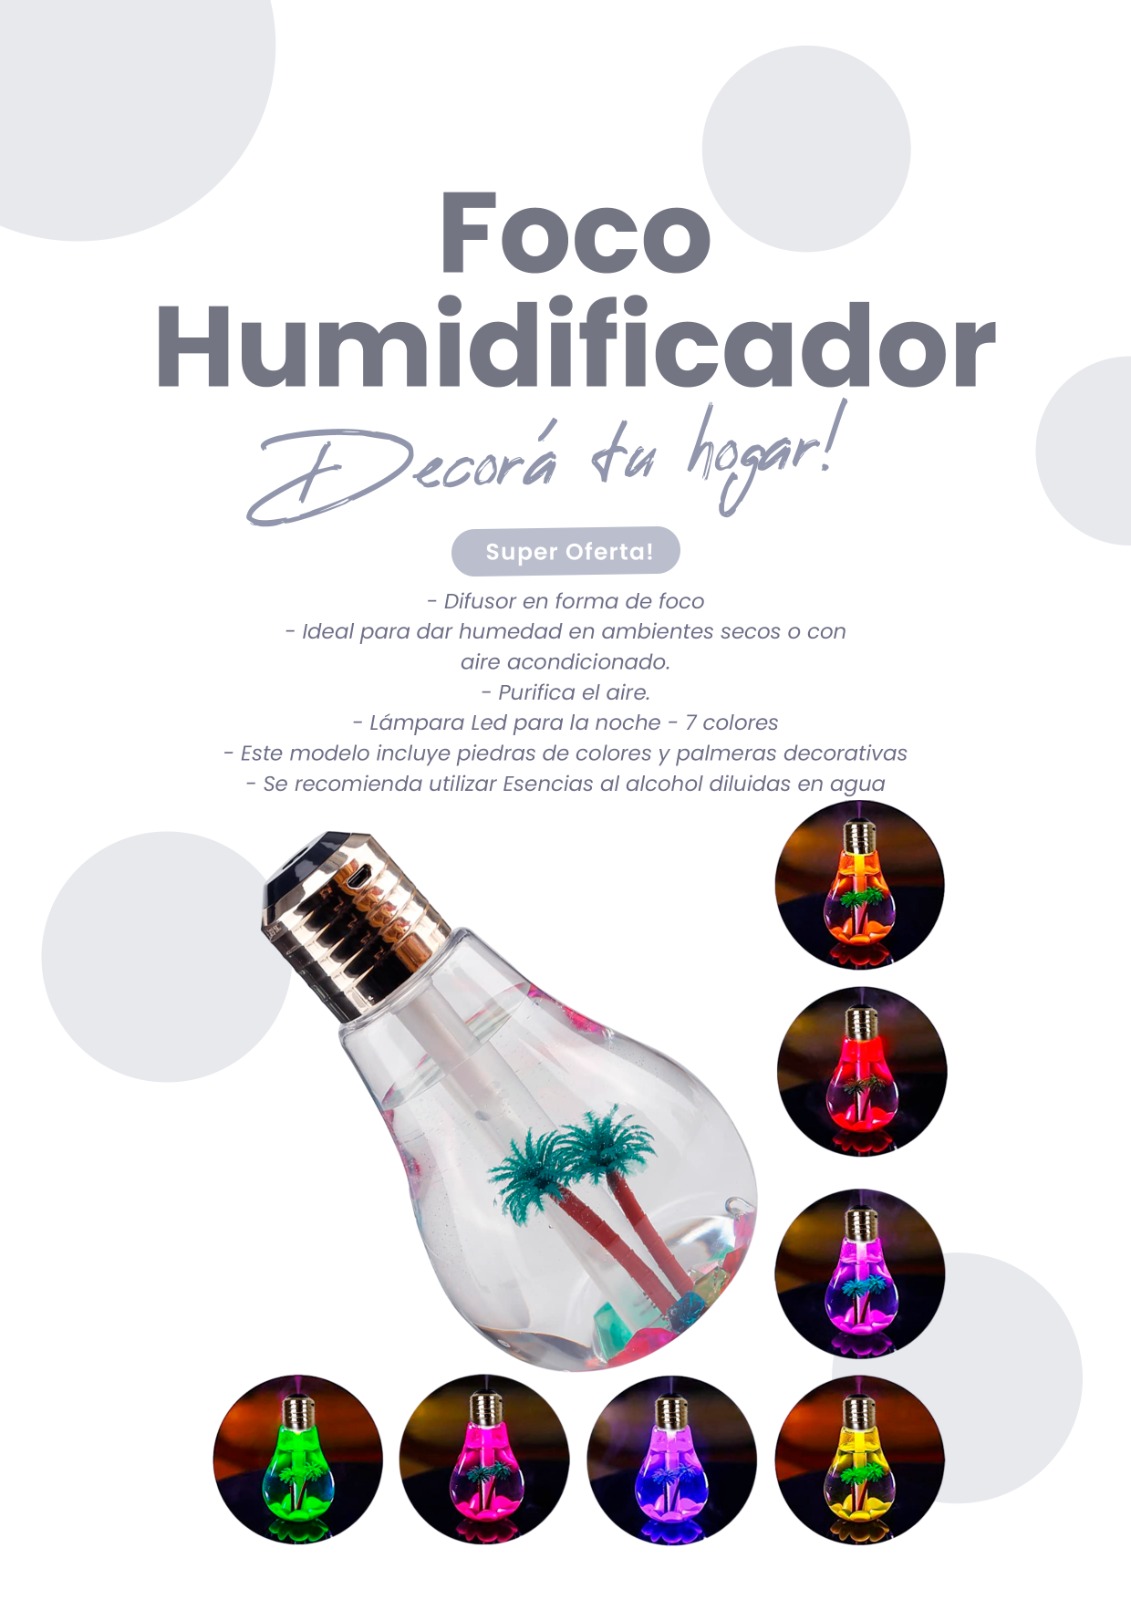 Foco
Humidificador
Decorá tu hogar!
Super Oferta!
- Difusor en forma de foco
- Ideal para dar humedad en ambientes secos o con
aire acondicionado.
- Purifica el aire.
- Lámpara Led para la noche - 7 colores
- Este modelo incluye piedras de colores y palmeras decorativas
- Se recomienda utilizar Esencias al alcohol diluidas en agua